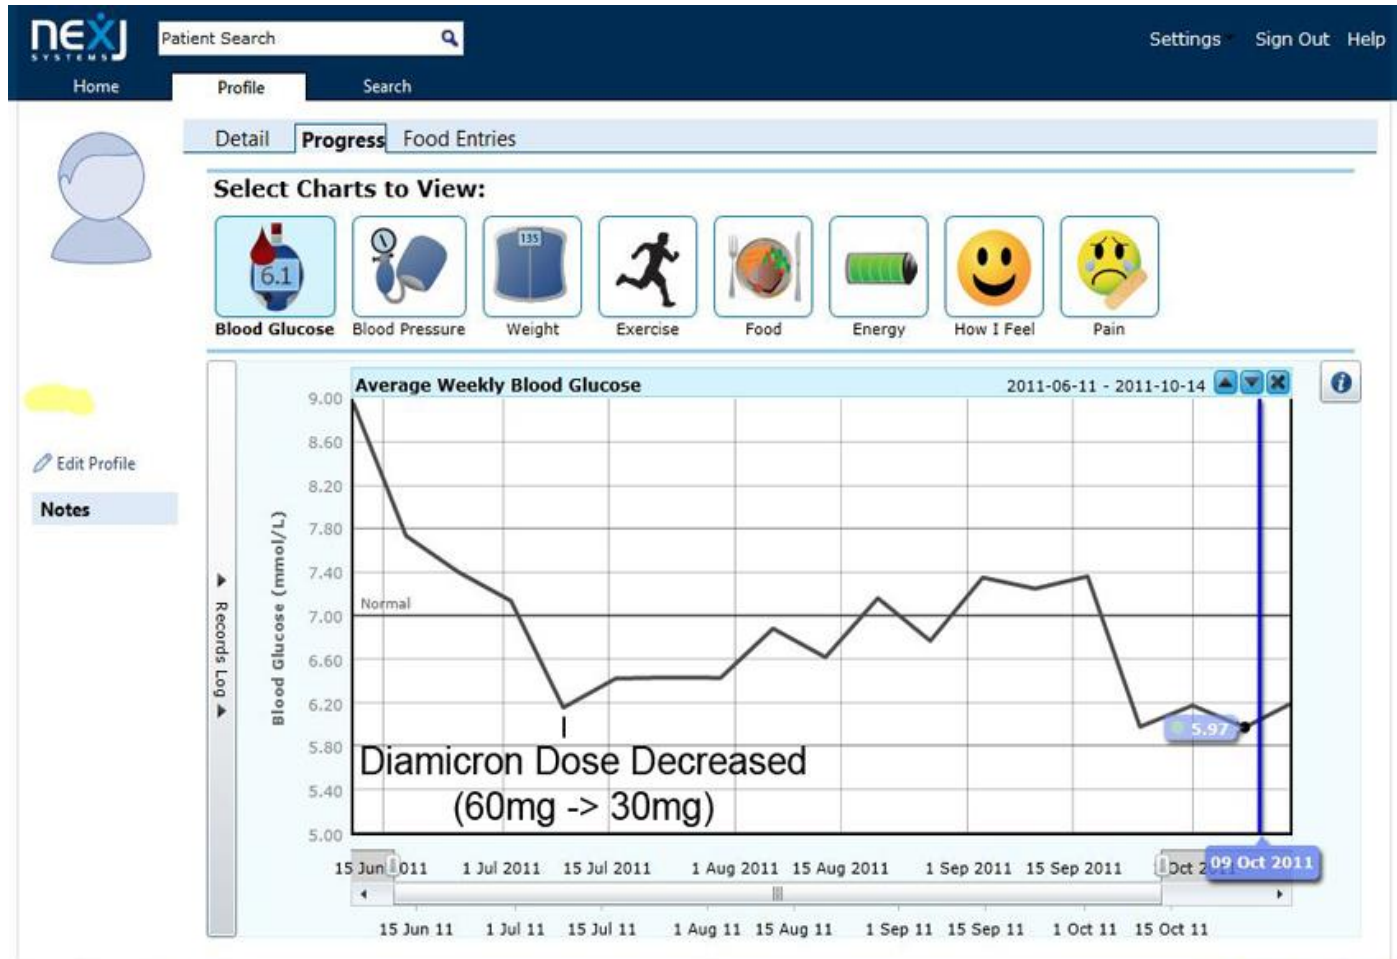 NEXJ
SYSTEMS
Patient Search
Settings Sign Out Help
Home Profile Search
Detail Progress Food Entries
Select Charts to View:
6.1
135
Blood Glucose Blood Pressure Weight Exercise Food Energy How I Feel Pain
Average Weekly Blood Glucose 2011-06-11 - 2011-10-14
Edit Profile
Notes
Records Log
Blood Glucose (mmol/L)
9.00
8.60
8.20
7.80
7.40
Normal
7.00
6.60
6.20
5.97
5.80
5.40
5.00
Diamicron Dose Decreased
(60mg -> 30mg)
15 Jun 2011 1 Jul 2011 15 Jul 2011 1 Aug 2011 15 Aug 2011 1 Sep 2011 15 Sep 2011
09 Oct 2011
15 Jun 11 1 Jul 11 15 Jul 11 1 Aug 11 15 Aug 11 1 Sep 11 15 Sep 11 1 Oct 11 15 Oct 11